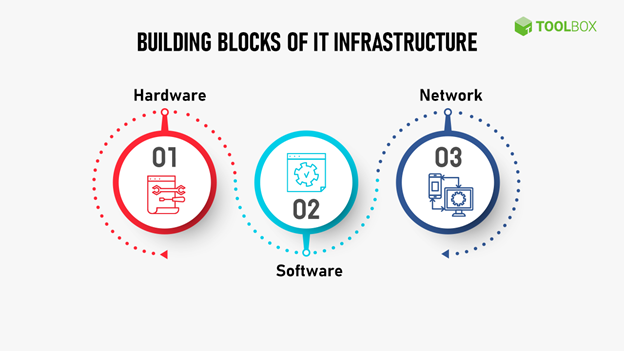 BUILDING BLOCKS OF IT INFRASTRUCTURE
TOOLBOX
Hardware
01
Software
02
Network
03